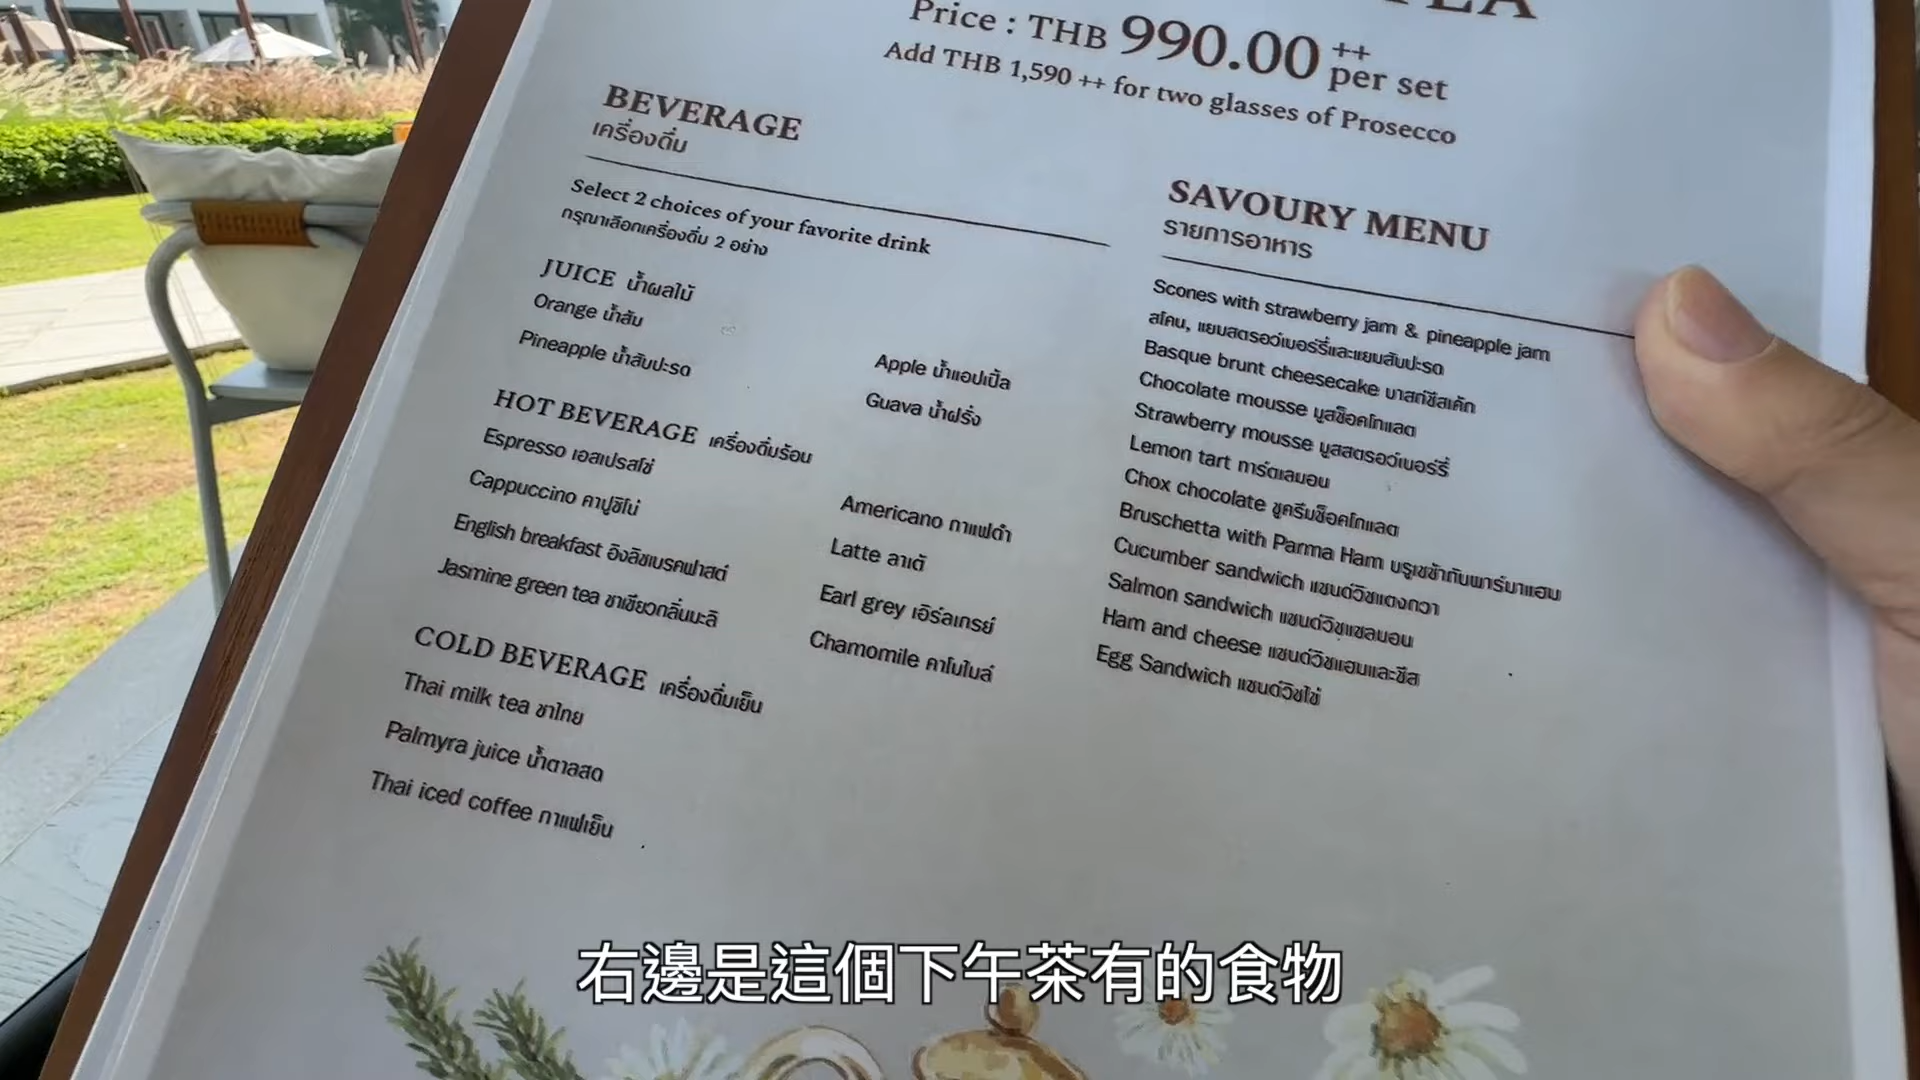 TEA
Price : THB 990.00 ++ per set
Add THB 1,590 ++ for two glasses of Prosecco
BEVERAGE
เครื่องดื่ม
Select 2 choices of your favorite drink
กรุณาเลือกเครื่องดื่ม 2 อย่าง
JUICE น้ำผลไม้
Orange น้ำส้ม
Pineapple น้ำสับปะรด
Apple น้ำแอปเปิ้ล
Guava น้ำฝรั่ง
HOT BEVERAGE เครื่องดื่มร้อน
Espresso เอสเปรสโซ่
Cappuccino คาปูชิโน่
English breakfast อิงลิชเบรคฟาสต์
Jasmine green tea ชาเขียวกลิ่นมะลิ
Americano กาแฟดำ
Latte ลาเต้
Earl grey เอิร์ลเกรย์
Chamomile คาโมไมล์
COLD BEVERAGE เครื่องดื่มเย็น
Thai milk tea ชาไทย
Palmyra juice น้ำตาลสด
Thai iced coffee กาแฟเย็น
SAVOURY MENU
รายการอาหาร
Scones with strawberry jam & pineapple jam
สโคน, แยมสตรอว์เบอร์รี่และแยมสับปะรด
Basque brunt cheesecake บาสก์ชีสเค้ก
Chocolate mousse มูสช็อคโกแลต
Strawberry mousse มูสสตรอว์เบอร์รี่
Lemon tart ทาร์ตเลมอน
Chox chocolate ชูครีมช็อคโกแลต
Bruschetta with Parma Ham บรูเชซ้ากับพาร์มาแฮม
Cucumber sandwich แซนด์วิชแตงกวา
Salmon sandwich แซนด์วิชแซลมอน
Ham and cheese แซนด์วิชแฮมและชีส
Egg Sandwich แซนด์วิชไข่
右邊是這個下午茶有的食物